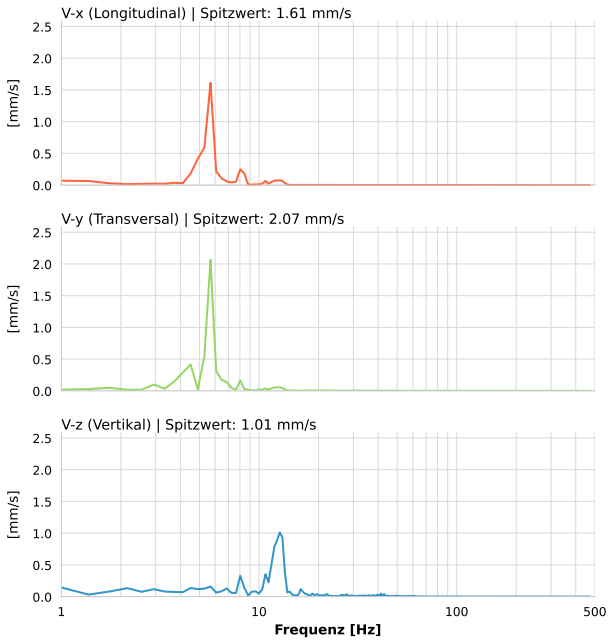 V-x (Longitudinal) | Spitzwert: 1.61 mm/s
2.5
2.0
1.5
1.0
0.5
0.0
[mm/s]
V-y (Transversal) | Spitzwert: 2.07 mm/s
2.5
2.0
1.5
1.0
0.5
0.0
[mm/s]
V-z (Vertikal) | Spitzwert: 1.01 mm/s
2.5
2.0
1.5
1.0
0.5
0.0
[mm/s]
1 10 100 500
Frequenz [Hz]